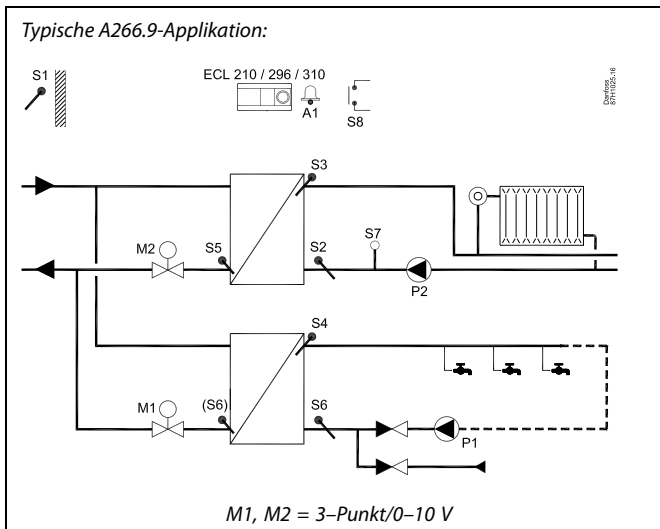 Typische A266.9-Applikation:
S1
ECL 210 / 296 / 310
A1
S8
Danfoss
87H1025.16
S3
M2
S5
S2
S7
P2
S4
M1
(S6)
S6
P1
M1, M2 = 3–Punkt/0–10 V